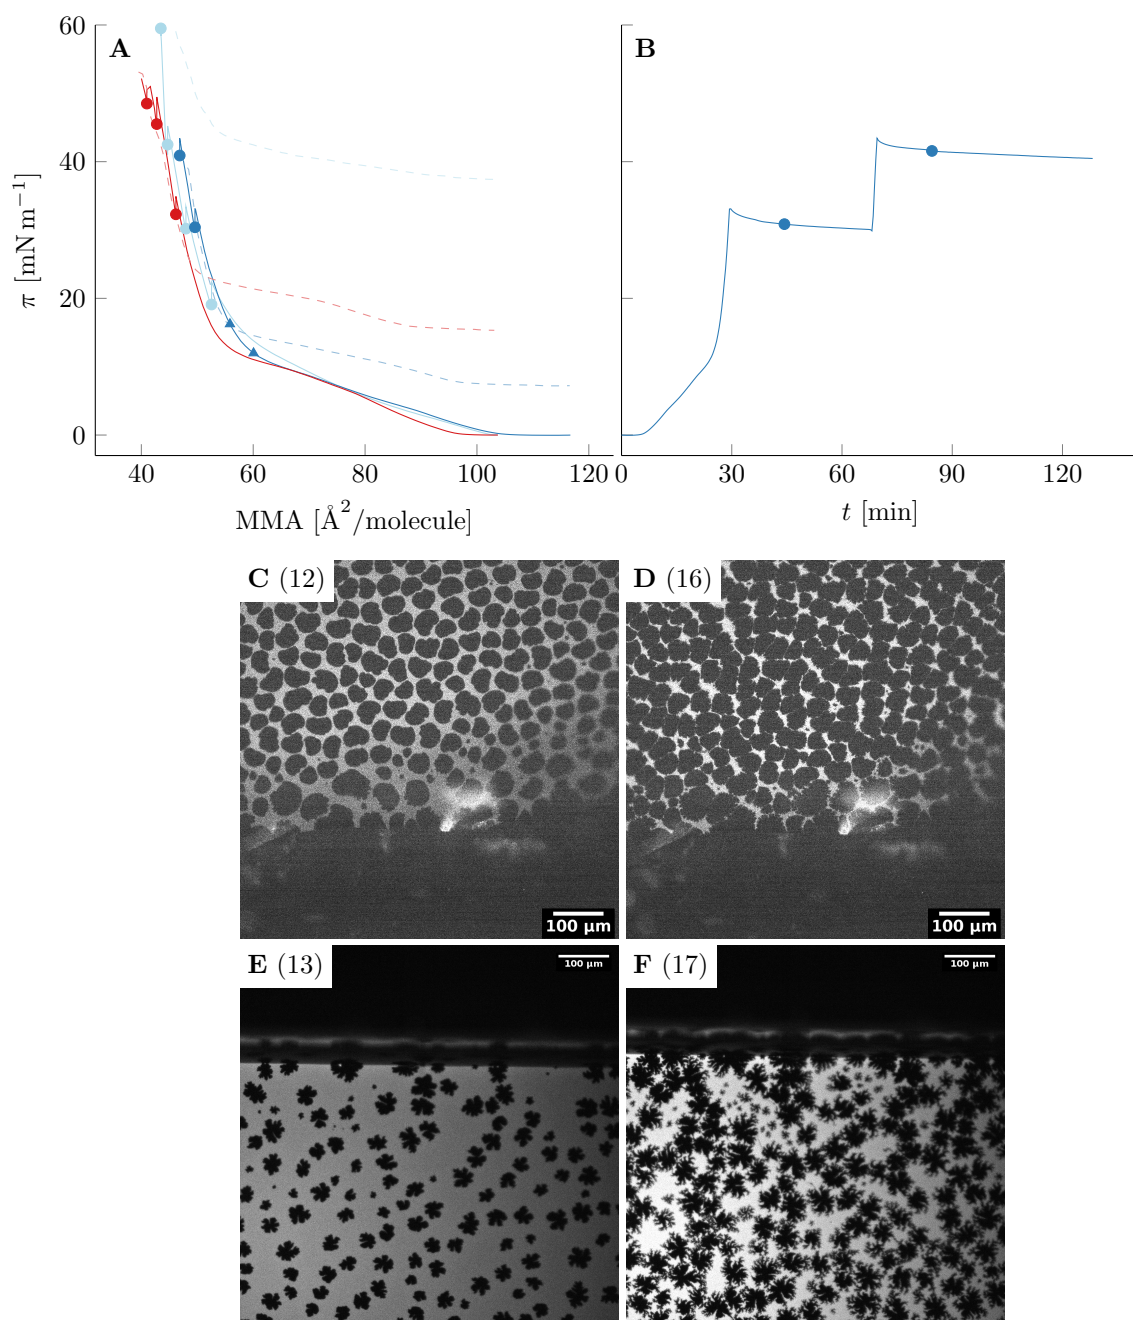 A
B
60
40
20
0
π [mN m⁻¹]
40
60
80
100
120
MMA [Å²/molecule]
0
30
60
90
120
t [min]
C (12)
D (16)
100 μm
100 μm
E (13)
F (17)
100 μm
100 μm